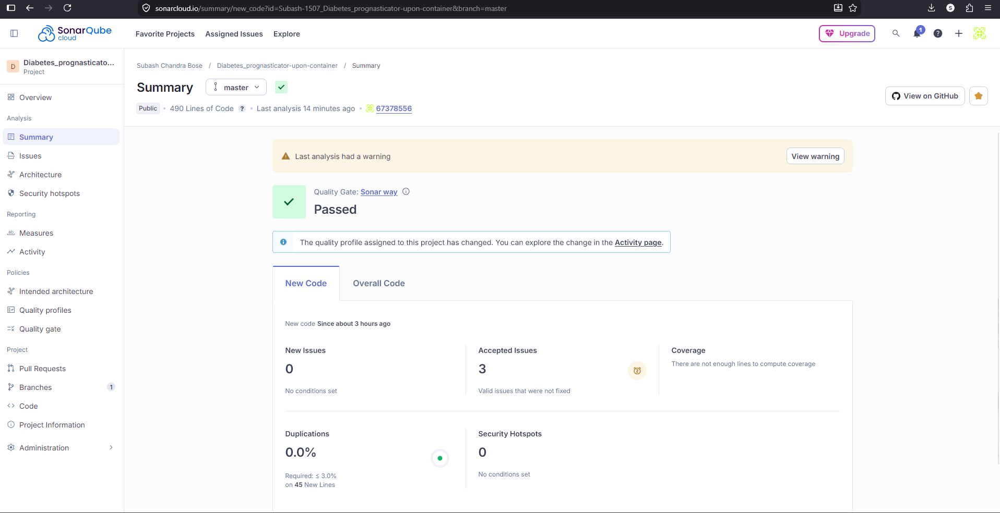 sonarcloud.io/summary/new_code?id=Subash-1507_Diabetes_prognasticator-upon-container&branch=master
S
SonarQube
cloud
Favorite Projects
Assigned Issues
Explore
Upgrade
1
?
D
Diabetes_prognasticato...
Project
Overview
Analysis
Summary
Issues
Architecture
Security hotspots
Reporting
Measures
Activity
Policies
Intended architecture
Quality profiles
Quality gate
Project
Pull Requests
Branches
1
Code
Project Information
Administration
Subash Chandra Bose / Diabetes_prognasticator-upon-container / Summary
Summary
master
Public
490 Lines of Code
?
Last analysis 14 minutes ago
67378556
View on GitHub
Last analysis had a warning
View warning
Quality Gate: Sonar way
Passed
The quality profile assigned to this project has changed. You can explore the change in the Activity page.
New Code
Overall Code
New code Since about 3 hours ago
New Issues
0
No conditions set
Accepted Issues
3
Valid issues that were not fixed
Coverage
There are not enough lines to compute coverage
Duplications
0.0%
Required: ≤ 3.0%
on 45 New Lines
Security Hotspots
0
No conditions set